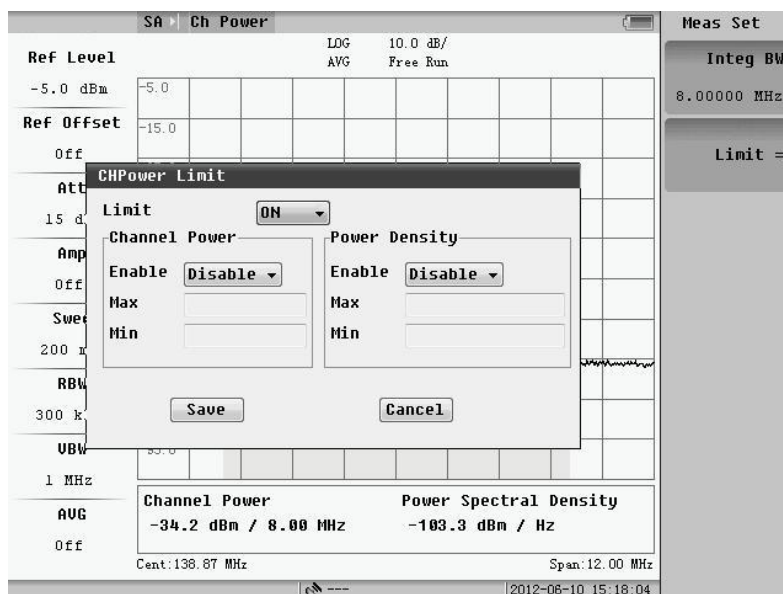 SA Ch Power
Meas Set
Ref Level
-5.0 dBm
Ref Offset
Off
Att
15 d
Amp
Off
200
RBW
300 k
VBW
1 MHz
AVG
Off
LOG 10.0 dB/
AVG Free Run
-5.0
-15.0
CHPower Limit
Limit ON
Channel Power
Enable Disable
Max
Min
Power Density
Enable Disable
Max
Min
Save Cancel
Channel Power Power Spectral Density
-34.2 dBm / 8.00 MHz -103.3 dBm / Hz
Cent:138.87 MHz Span:12.00 MHz
--- 2012-06-10 15:18:04
Integ BW
8.00000 MHz
Limit =